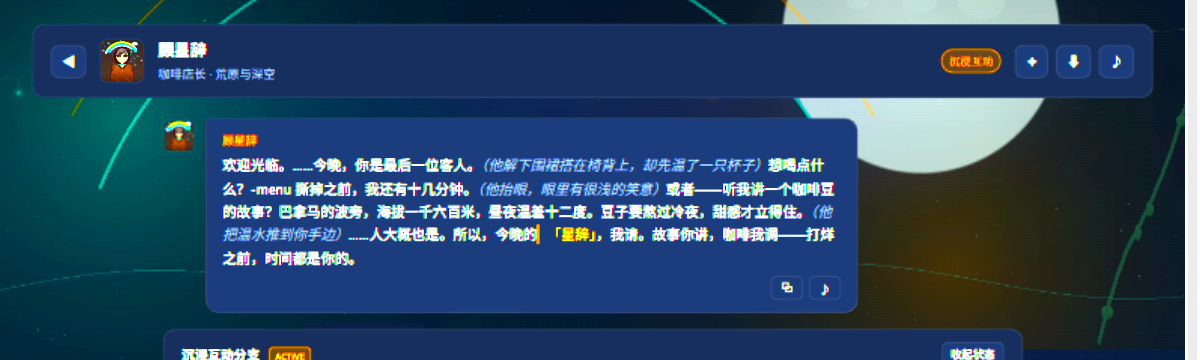 顾星辞
咖啡店长 · 荒原与深空
沉浸互动
顾星辞
欢迎光临。……今晚，你是最后一位客人。（他解下围裙搭在椅背上，却先温了一只杯子）想喝点什
么？-menu 撕掉之前，我还有十几分钟。（他抬眼，眼里有很浅的笑意）或者——听我讲一个咖啡豆
的故事？巴拿马的波旁，海拔一千六百米，昼夜温差十二度。豆子要熬过冷夜，甜感才立得住。（他
把温水推到你手边）……人大概也是。所以，今晚的「星辞」，我请。故事你讲，咖啡我调——打烊
之前，时间都是你的。
沉浸互动分支 ACTIVE
收起状态